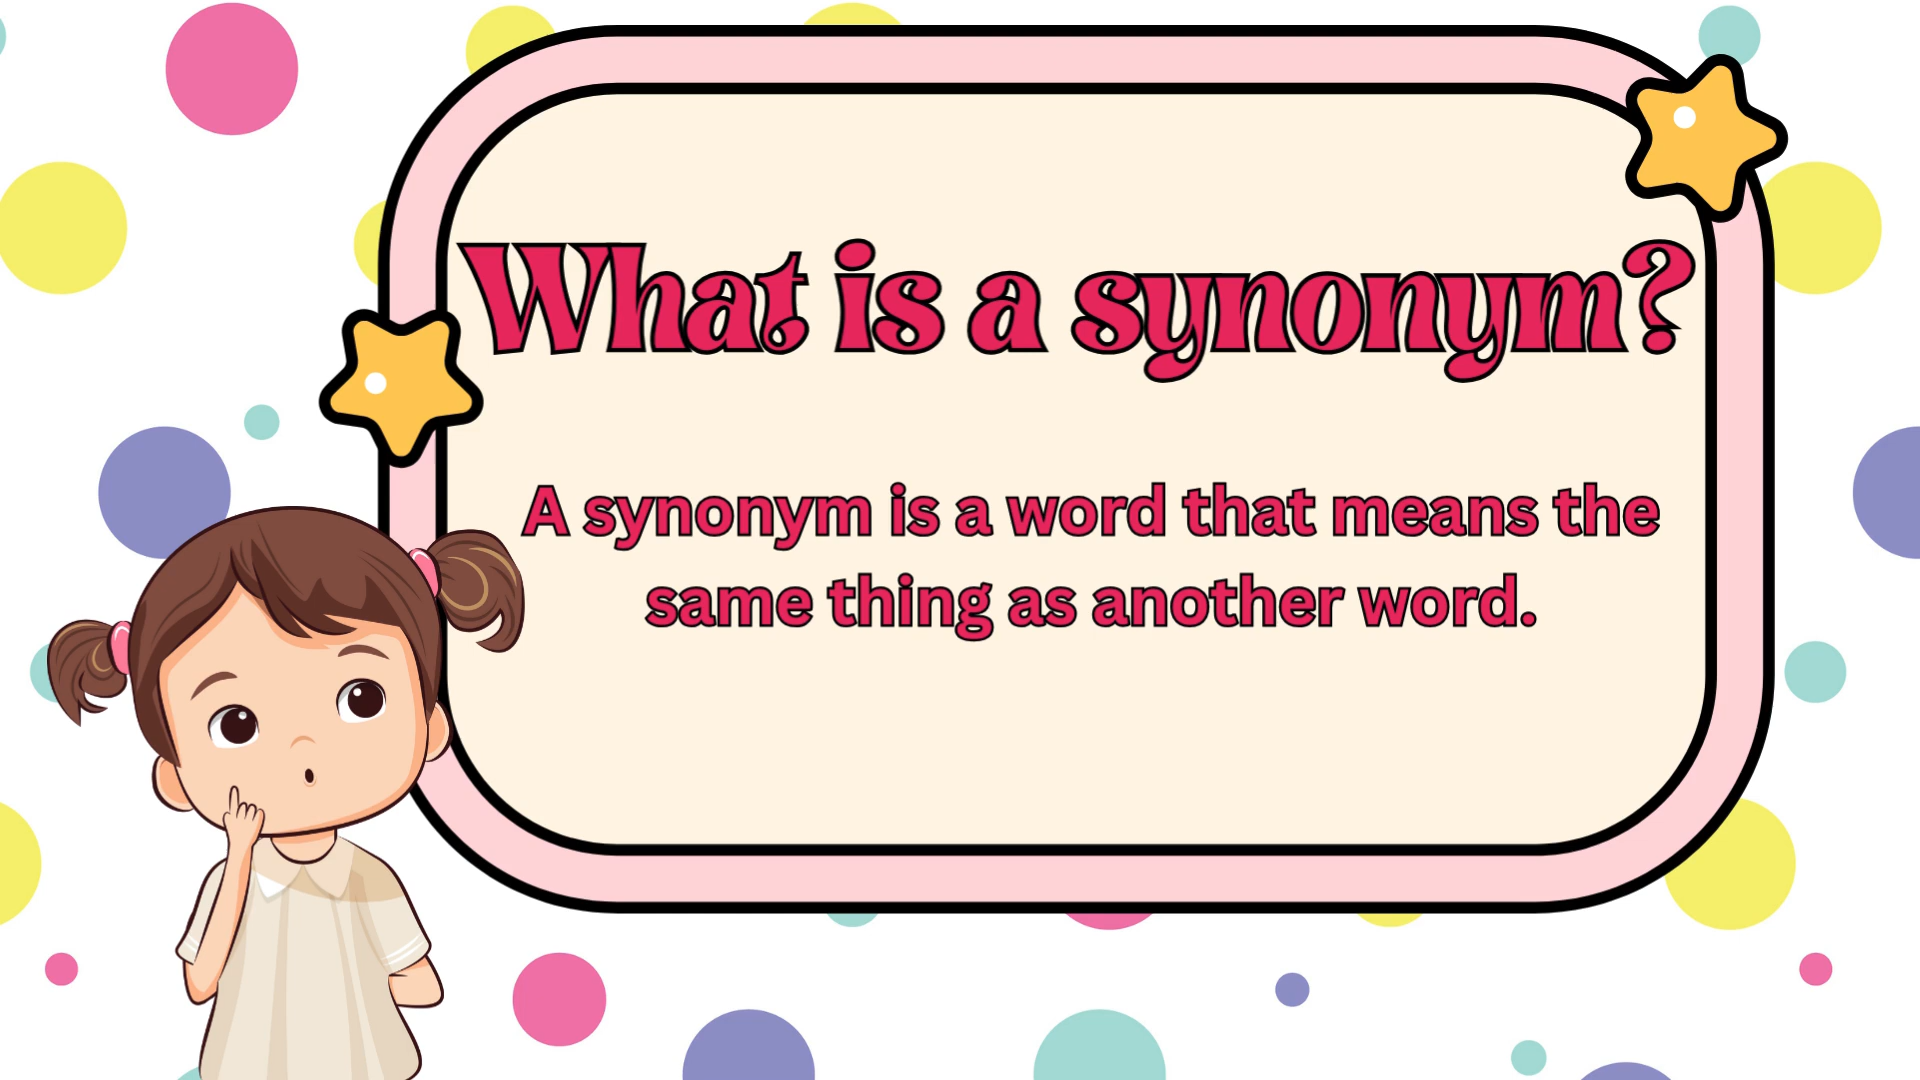 What is a synonym?
A synonym is a word that means the
same thing as another word.